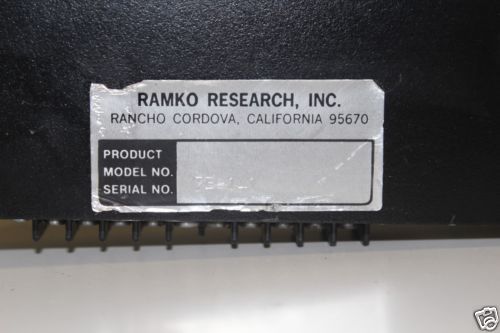 RAMKO RESEARCH, INC.
RANCHO CORDOVA, CALIFORNIA 95670
PRODUCT
MODEL NO.
SERIAL NO.